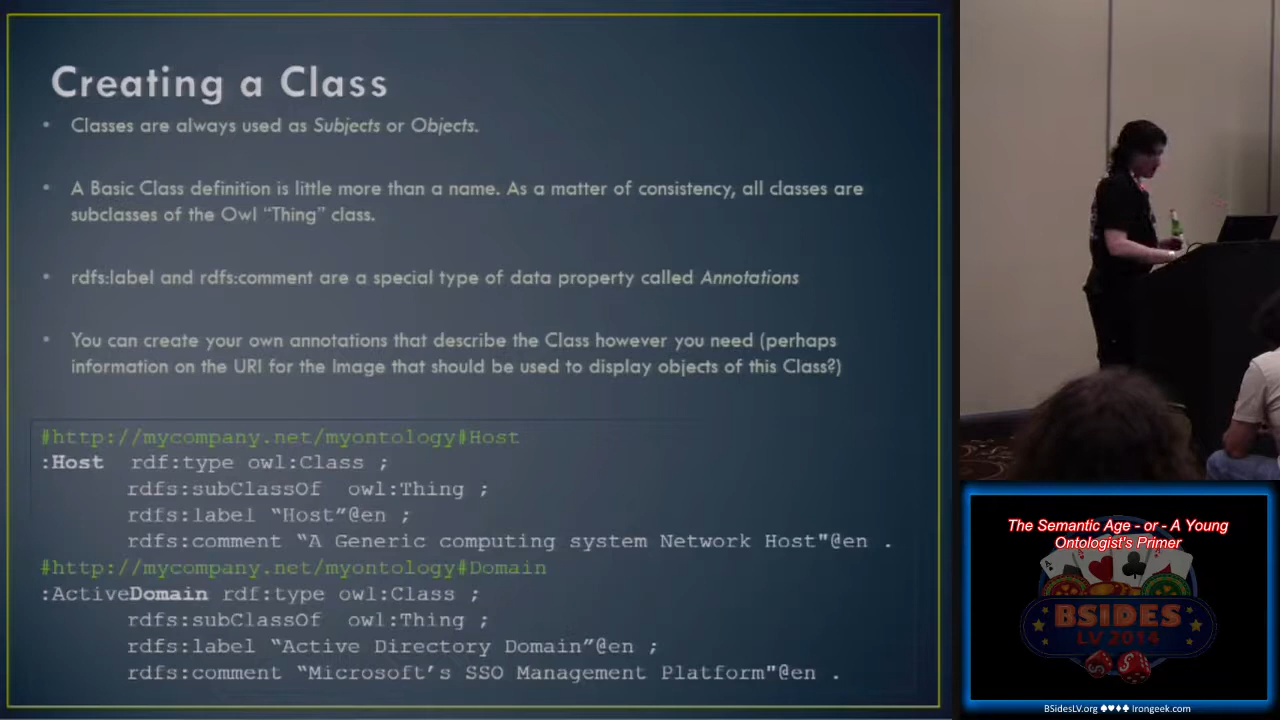 Creating a Class
• Classes are always used as Subjects or Objects.
• A Basic Class definition is little more than a name. As a matter of consistency, all classes are
subclasses of the Owl “Thing” class.
• rdfs:label and rdfs:comment are a special type of data property called Annotations
• You can create your own annotations that describe the Class however you need (perhaps
information on the URI for the Image that should be used to display objects of this Class?)
#http://mycompany.net/myontology#Host
:Host rdf:type owl:Class ;
rdfs:subClassOf owl:Thing ;
rdfs:label “Host”@en ;
rdfs:comment “A Generic computing system Network Host"@en .
#http://mycompany.net/myontology#Domain
:ActiveDomain rdf:type owl:Class ;
rdfs:subClassOf owl:Thing ;
rdfs:label “Active Directory Domain”@en ;
rdfs:comment “Microsoft’s SSO Management Platform"@en .
The Semantic Age - or - A Young
Ontologist's Primer
BSIDES
LV 2014
BSidesLV.org ♠♥♦♣ Irongeek.com